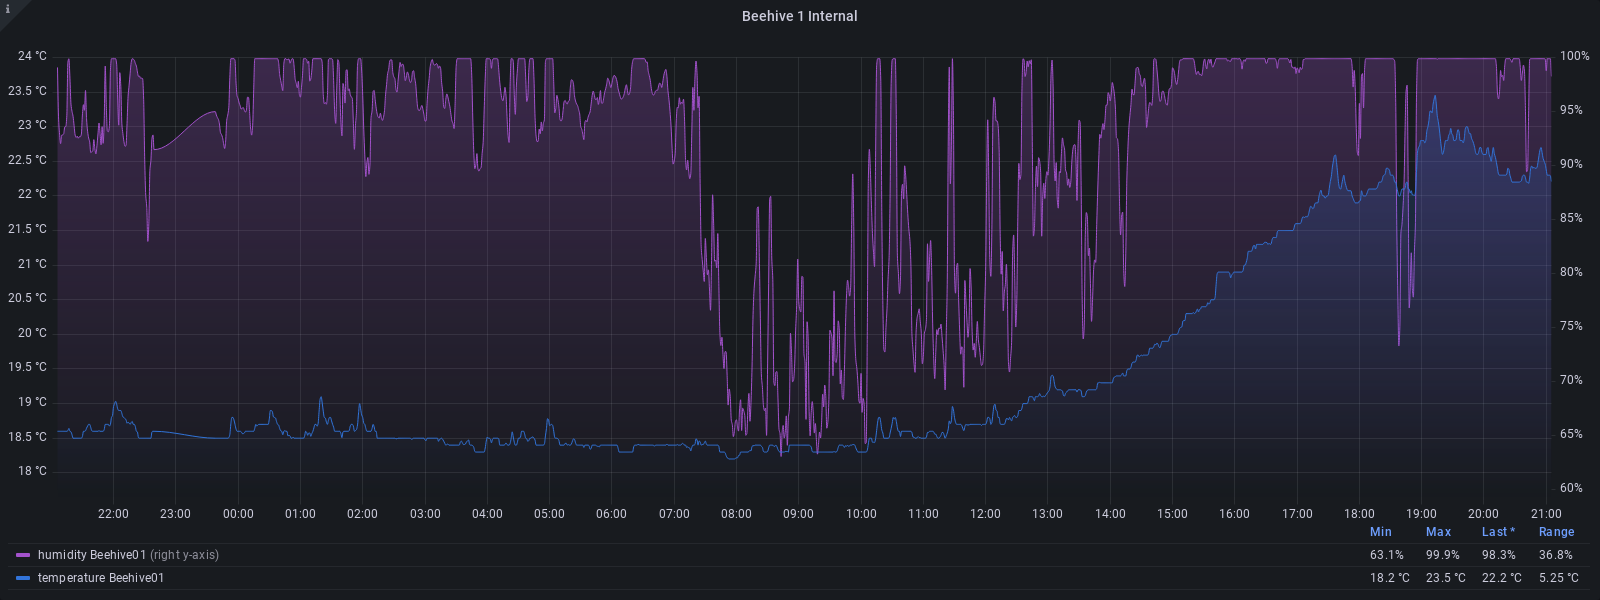 i
Beehive 1 Internal
24 °C
23.5 °C
23 °C
22.5 °C
22 °C
21.5 °C
21 °C
20.5 °C
20 °C
19.5 °C
19 °C
18.5 °C
18 °C
100%
95%
90%
85%
80%
75%
70%
65%
60%
22:00 23:00 00:00 01:00 02:00 03:00 04:00 05:00 06:00 07:00 08:00 09:00 10:00 11:00 12:00 13:00 14:00 15:00 16:00 17:00 18:00 19:00 20:00 21:00
Min Max Last * Range
humidity Beehive01 (right y-axis) 63.1% 99.9% 98.3% 36.8%
temperature Beehive01 18.2 °C 23.5 °C 22.2 °C 5.25 °C